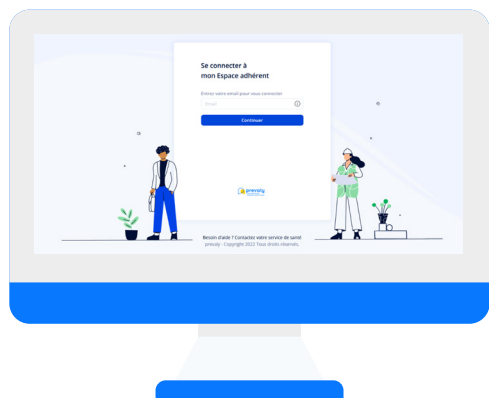 Se connecter à
mon Espace adhérent
Entrez votre email pour vous connecter
Email
Continuer
prevaly
Besoin d'aide ? Contactez votre service de santé
prevaly - Copyright 2022 Tous droits réservés.